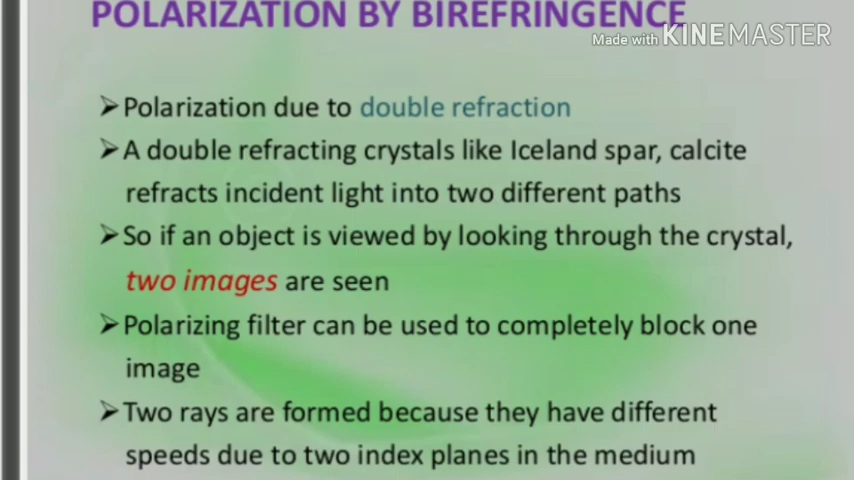 POLARIZATION BY BIREFRINGENCE
Made with KINEMASTER
➢Polarization due to double refraction
➢A double refracting crystals like Iceland spar, calcite
refracts incident light into two different paths
➢So if an object is viewed by looking through the crystal,
two images are seen
➢Polarizing filter can be used to completely block one
image
➢Two rays are formed because they have different
speeds due to two index planes in the medium